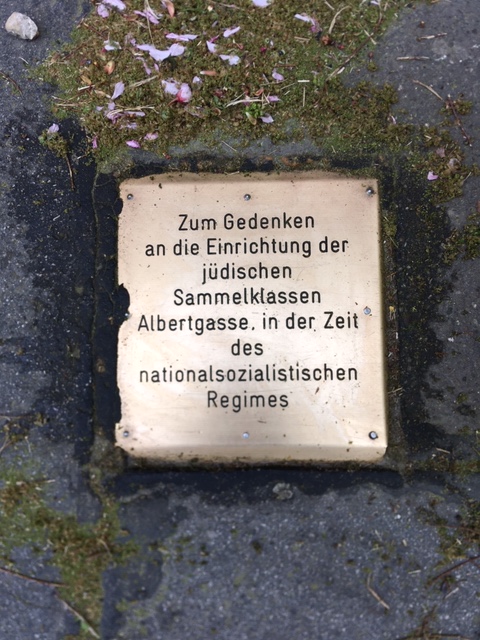 Zum Gedenken
an die Einrichtung der
jüdischen
Sammelklassen
Albertgasse, in der Zeit
des
nationalsozialistischen
Regimes